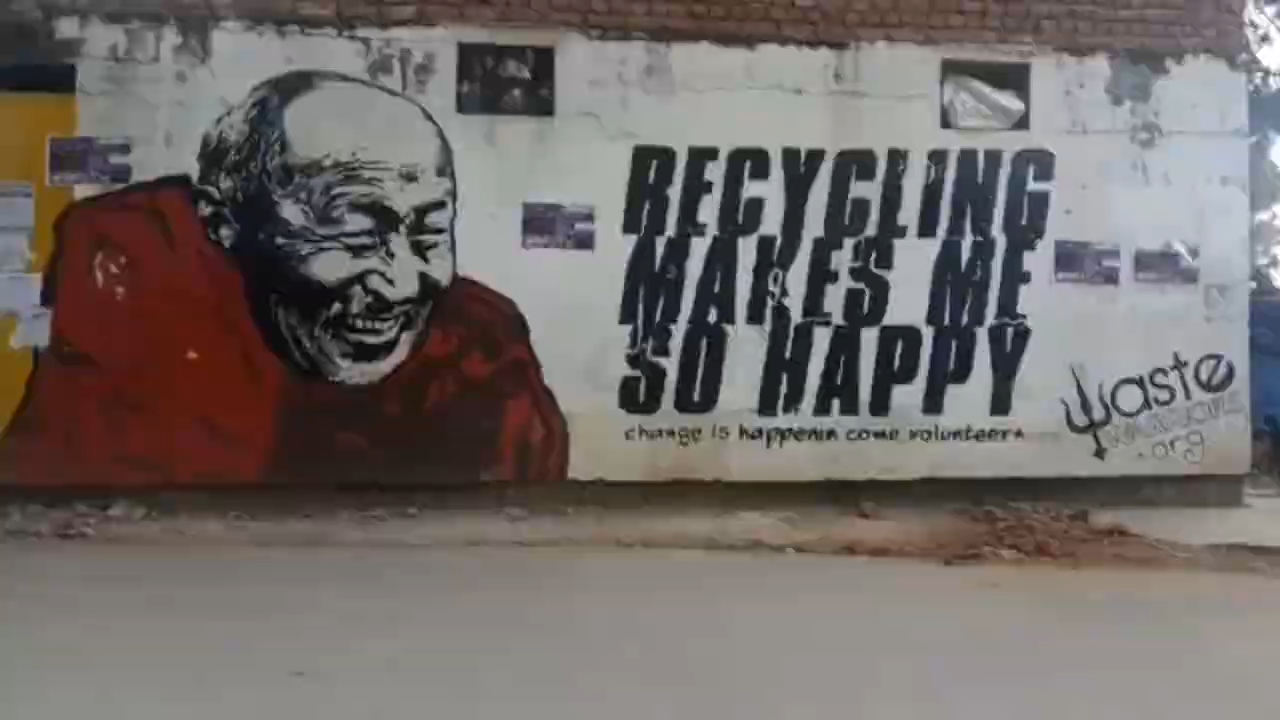 RECYCLING
MAKES ME
SO HAPPY
change is happenin come volunteer
Waste
.org